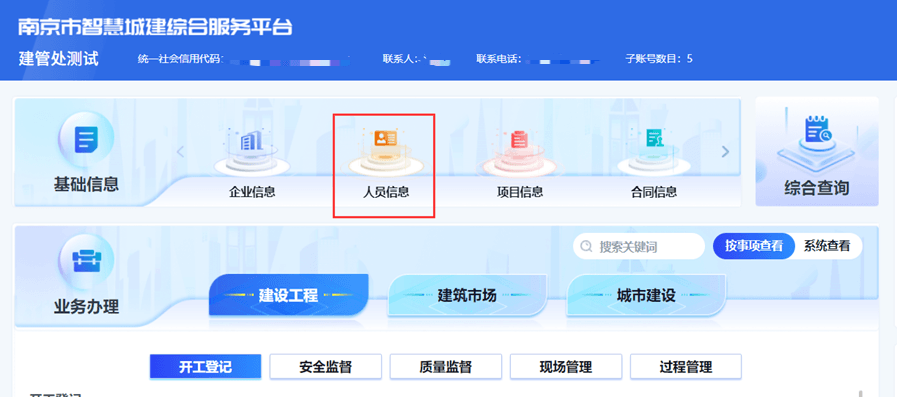 南京市智慧城建综合服务平台
建管处测试 统一社会信用代码: 联系人: 联系电话: 子账号数目: 5
基础信息 企业信息 人员信息 项目信息 合同信息 综合查询
搜索关键词 按事项查看 系统查看
业务办理 建设工程 建筑市场 城市建设
开工登记 安全监督 质量监督 现场管理 过程管理
开工登记